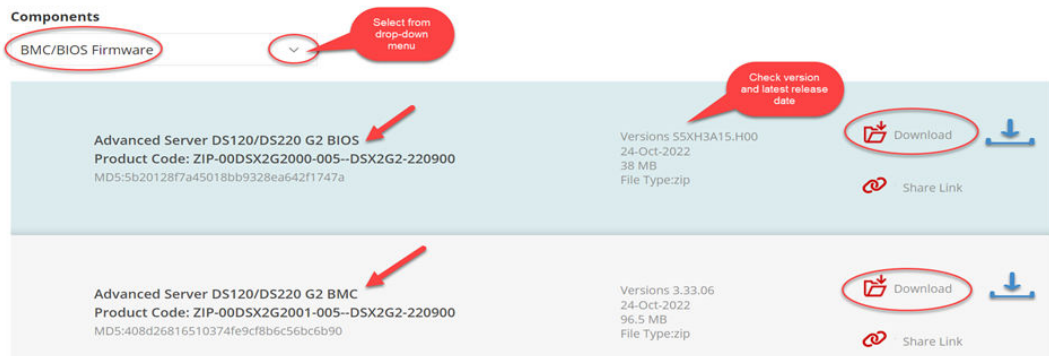 Components
BMC/BIOS Firmware
Select from
drop-down
menu
Check version
and latest release
date
Advanced Server DS120/DS220 G2 BIOS
Product Code: ZIP-00DSX2G2000-005--DSX2G2-220900
MD5:5b20128f7a45018bb9328ea642f1747a
Versions S5XH3A15.H00
24-Oct-2022
38 MB
File Type:zip
Download
Share Link
Advanced Server DS120/DS220 G2 BMC
Product Code: ZIP-00DSX2G2001-005--DSX2G2-220900
MD5:408d26816510374fe9cf8b6c56bc6b90
Versions 3.33.06
24-Oct-2022
96.5 MB
File Type:zip
Download
Share Link